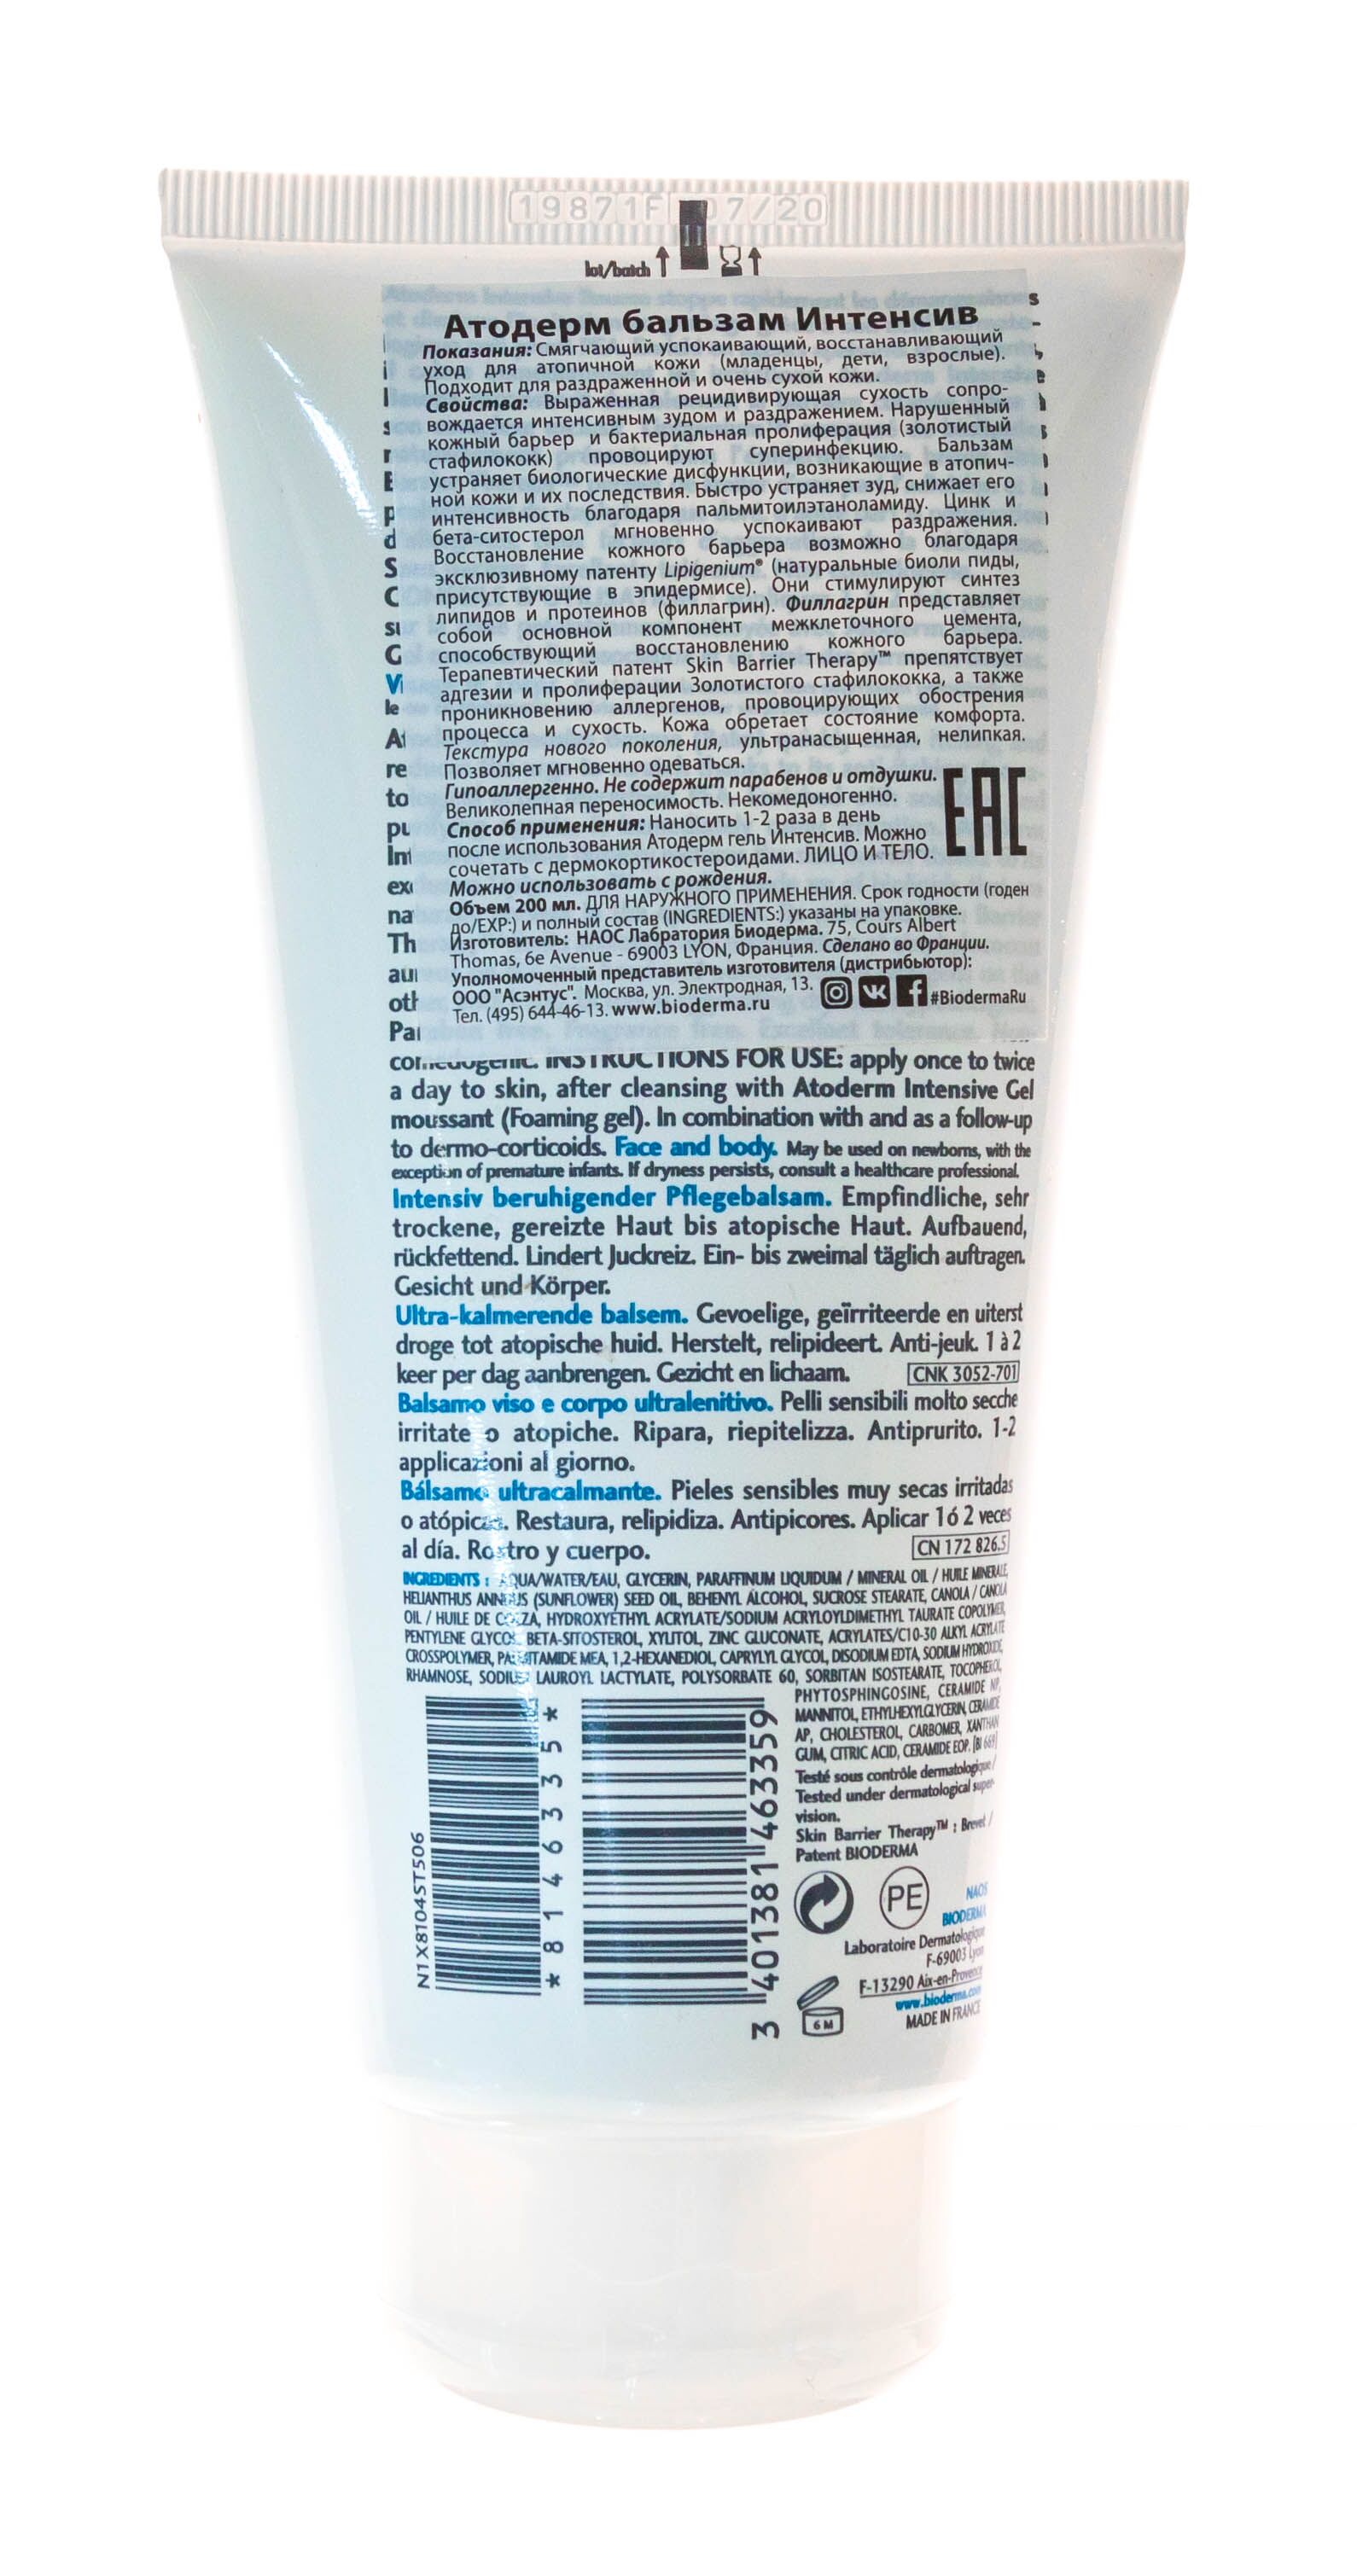 19871F 07/20
lot/batch
Атодерм бальзам Интенсив
Показания: Смягчающий успокаивающий, восстанавливающий
уход для атопичной кожи (младенцы, дети, взрослые).
Подходит для раздраженной и очень сухой кожи.
Свойства: Выраженная рецидивирующая сухость сопро-
вождается интенсивным зудом и раздражением. Нарушенный
кожный барьер и бактериальная пролиферация (золотистый
стафилококк) провоцируют суперинфекцию. Бальзам
устраняет биологические дисфункции, возникающие в атопич-
ной кожи и их последствия. Быстро устраняет зуд, снижает его
интенсивность благодаря пальмитоилэтаноламиду. Цинк и
бета-ситостерол мгновенно успокаивают раздражения.
Восстановление кожного барьера возможно благодаря
эксклюзивному патенту Lipigenium® (натуральные биоли пиды,
присутствующие в эпидермисе). Они стимулируют синтез
липидов и протеинов (филлагрин). Филлагрин представляет
собой основной компонент межклеточного цемента,
способствующий восстановлению кожного барьера.
Терапевтический патент Skin Barrier Therapy™ препятствует
адгезии и пролиферации Золотистого стафилококка, а также
проникновению аллергенов, провоцирующих обострения
процесса и сухость. Кожа обретает состояние комфорта.
Текстура нового поколения, ультранасыщенная, нелипкая.
Позволяет мгновенно одеваться.
Гипоаллергенно. Не содержит парабенов и отдушки.
Великолепная переносимость. Некомедоногенно.
Способ применения: Наносить 1-2 раза в день
после использования Атодерм гель Интенсив. Можно
сочетать с дермокортикостероидами. ЛИЦО И ТЕЛО.
EAC
Можно использовать с рождения.
Объем 200 мл. ДЛЯ НАРУЖНОГО ПРИМЕНЕНИЯ. Срок годности (годен
до/EXP:) и полный состав (INGREDIENTS:) указаны на упаковке.
Изготовитель: НАОС Лабратория Биодерма. 75, Cours Albert
Thomas, 6e Avenue - 69003 LYON, Франция. Сделано во Франции.
Уполномоченный представитель изготовителя (дистрибьютор):
ООО "Асэнтус". Москва, ул. Электродная, 13.
Тел. (495) 644-46-13. www.bioderma.ru
#BiodermaRu
INSTRUCTIONS FOR USE: apply once to twice
a day to skin, after cleansing with Atoderm Intensive Gel
moussant (Foaming gel). In combination with and as a follow-up
to dermo-corticoids. Face and body. May be used on newborns, with the
exception of premature infants. If dryness persists, consult a healthcare professional.
Intensiv beruhigender Pflegebalsam. Empfindliche, sehr
trockene, gereizte Haut bis atopische Haut. Aufbauend,
rückfettend. Lindert Juckreiz. Ein- bis zweimal täglich auftragen.
Gesicht und Körper.
Ultra-kalmerende balsem. Gevoelige, geïrriteerde en uiterst
droge tot atopische huid. Herstelt, relipideert. Anti-jeuk. 1 à 2
keer per dag aanbrengen. Gezicht en lichaam. CNK 3052-701
Balsamo viso e corpo ultralenitivo. Pelli sensibili molto secche
irritate o atopiche. Ripara, riepitelizza. Antiprurito. 1-2
applicazioni al giorno.
Bálsamo ultracalmante. Pieles sensibles muy secas irritadas
o atópicas. Restaura, relipidiza. Antipicores. Aplicar 1 ó 2 veces
al día. Rostro y cuerpo. CN 172 826.5
INGREDIENTS : AQUA/WATER/EAU, GLYCERIN, PARAFFINUM LIQUIDUM / MINERAL OIL / HUILE MINERALE,
HELIANTHUS ANNUUS (SUNFLOWER) SEED OIL, BEHENYL ALCOHOL, SUCROSE STEARATE, CANOLA / CANOLA
OIL / HUILE DE COLZA, HYDROXYETHYL ACRYLATE/SODIUM ACRYLOYLDIMETHYL TAURATE COPOLYMER,
PENTYLENE GLYCOL, BETA-SITOSTEROL, XYLITOL, ZINC GLUCONATE, ACRYLATES/C10-30 ALKYL ACRYLATE
CROSSPOLYMER, PALMITAMIDE MEA, 1,2-HEXANEDIOL, CAPRYLYL GLYCOL, DISODIUM EDTA, SODIUM HYDROXIDE,
RHAMNOSE, SODIUM LAUROYL LACTYLATE, POLYSORBATE 60, SORBITAN ISOSTEARATE, TOCOPHEROL,
PHYTOSPHINGOSINE, CERAMIDE NP,
MANNITOL, ETHYLHEXYLGLYCERIN, CERAMIDE
AP, CHOLESTEROL, CARBOMER, XANTHAN
GUM, CITRIC ACID, CERAMIDE EOP. [BI 669]
Testé sous contrôle dermatologique /
Tested under dermatological super-
vision.
Skin Barrier Therapy™ : Brevet /
Patent BIODERMA
N1X8104ST506
* 8 1 4 6 3 3 5 *
3 401381 463359
PE
NAOS
BIODERMA
Laboratoire Dermatologique
F-69003 Lyon
F-13290 Aix-en-Provence
www.bioderma.com
MADE IN FRANCE
6 M